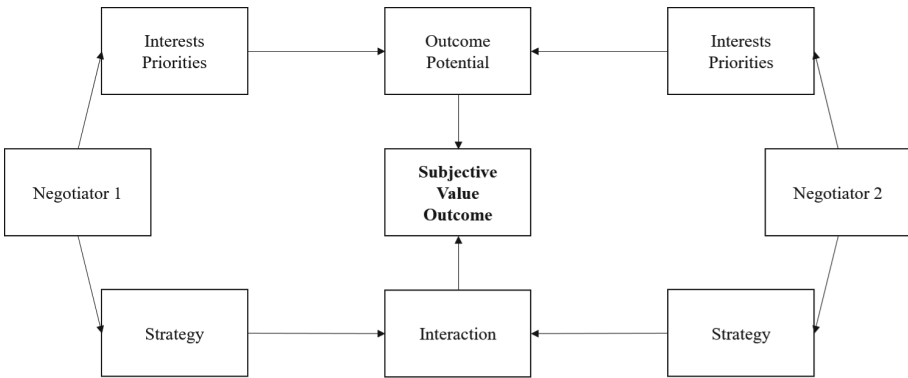 Interests
Priorities
Outcome
Potential
Interests
Priorities
Negotiator 1
Subjective
Value
Outcome
Negotiator 2
Strategy
Interaction
Strategy